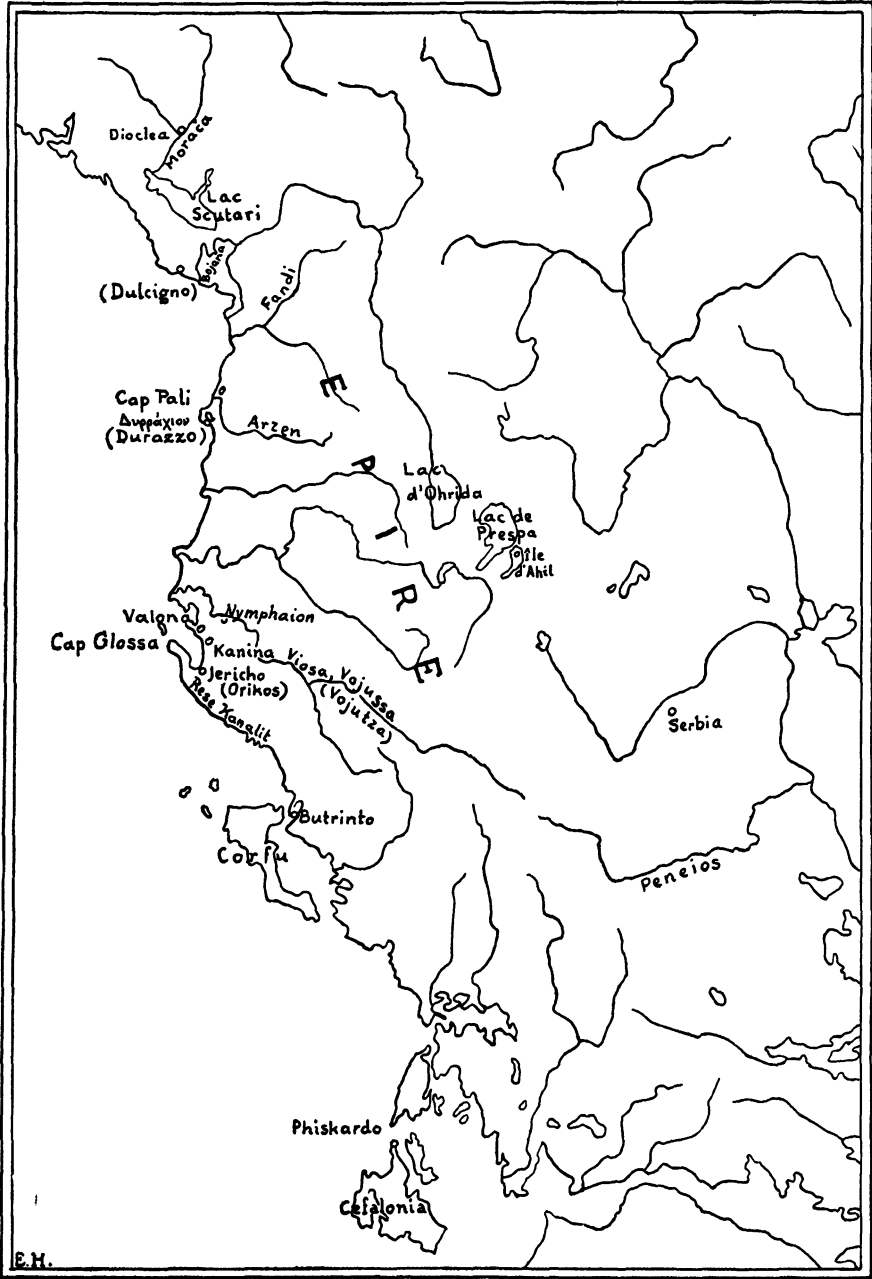 Dioclea
Moraca
Lac
Scutari
Bojana
(Dulcigno)
Fandi
EPIRE
Cap Pali
Δυρράχιον
(Durazzo)
Arzen
Lac
d'Ohrida
Lac de
Prespa
île
d'Ahil
Valona
Nymphaion
Cap Glossa
Kanina
Viosa, Vojussa
(Vojutza)
Jericho
(Orikos)
Rese Kanalit
Serbia
Butrinto
Corfu
Peneios
Phiskardo
Cefalonia
E.H.